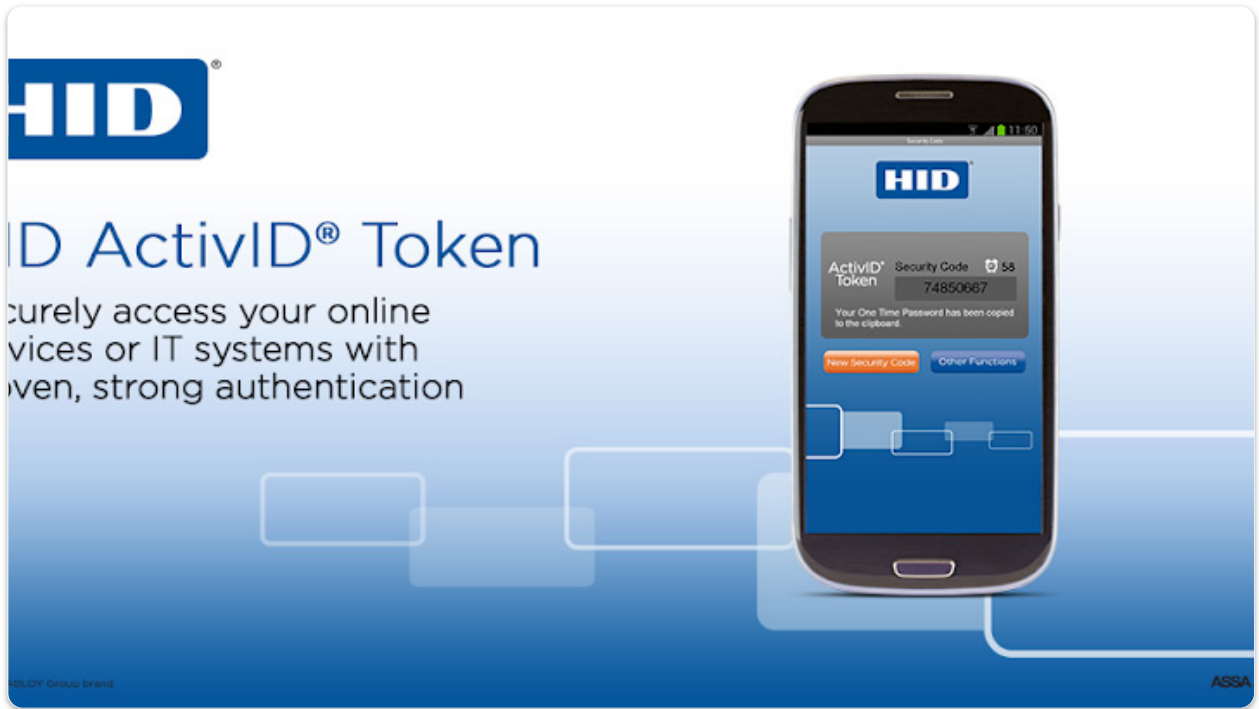 HID®
ID ActivID® Token
curely access your online
vices or IT systems with
oven, strong authentication
11:50
Security Code
HID
ActivID®
Token
Security Code 58
74850667
Your One Time Password has been copied
to the clipboard.
New Security Code
Other Functions
ABLOY Group brand
ASSA